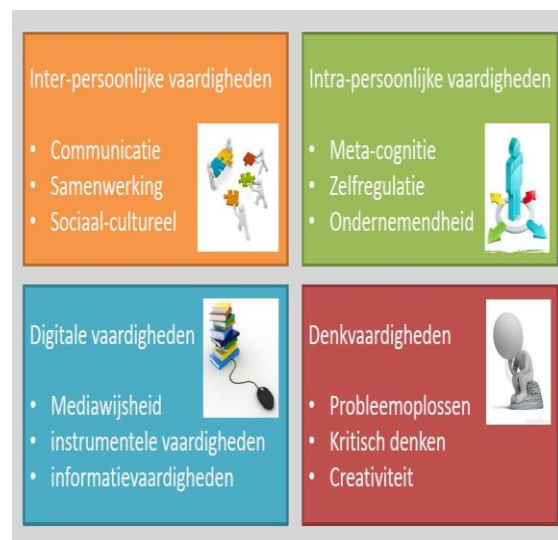 Inter-persoonlijke vaardigheden
• Communicatie
• Samenwerking
• Sociaal-cultureel
Intra-persoonlijke vaardigheden
• Meta-cognitie
• Zelfregulatie
• Ondernemendheid
Digitale vaardigheden
• Mediawijsheid
• instrumentele vaardigheden
• informatievaardigheden
Denkvaardigheden
• Probleemoplossen
• Kritisch denken
• Creativiteit